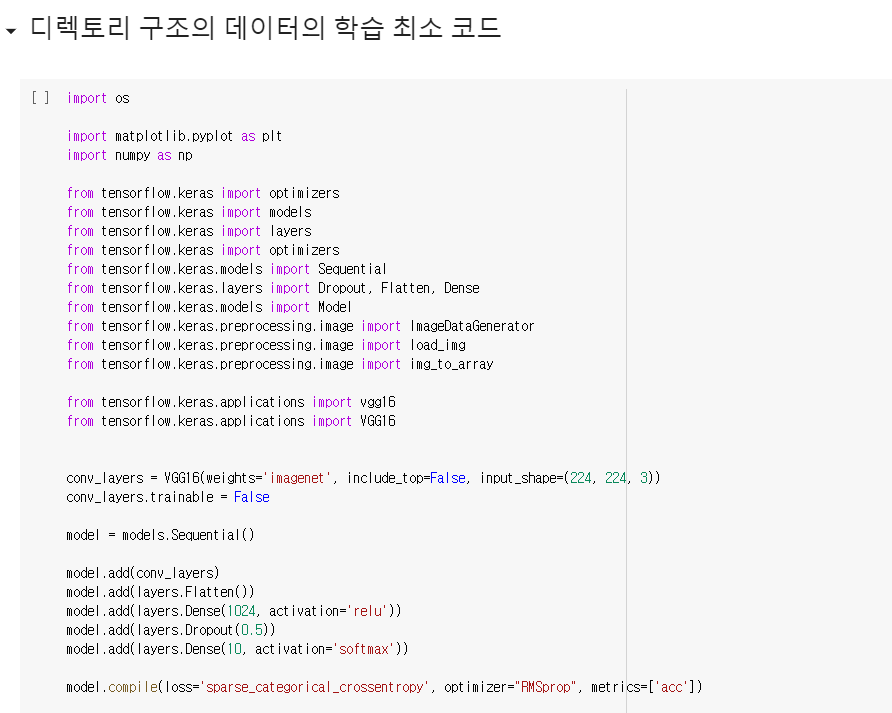 디렉토리 구조의 데이터의 학습 최소 코드
[ ] import os
import matplotlib.pyplot as plt
import numpy as np
from tensorflow.keras import optimizers
from tensorflow.keras import models
from tensorflow.keras import layers
from tensorflow.keras import optimizers
from tensorflow.keras.models import Sequential
from tensorflow.keras.layers import Dropout, Flatten, Dense
from tensorflow.keras.models import Model
from tensorflow.keras.preprocessing.image import ImageDataGenerator
from tensorflow.keras.preprocessing.image import load_img
from tensorflow.keras.preprocessing.image import img_to_array
from tensorflow.keras.applications import vgg16
from tensorflow.keras.applications import VGG16
conv_layers = VGG16(weights='imagenet', include_top=False, input_shape=(224, 224, 3))
conv_layers.trainable = False
model = models.Sequential()
model.add(conv_layers)
model.add(layers.Flatten())
model.add(layers.Dense(1024, activation='relu'))
model.add(layers.Dropout(0.5))
model.add(layers.Dense(10, activation='softmax'))
model.compile(loss='sparse_categorical_crossentropy', optimizer="RMSprop", metrics=['acc'])